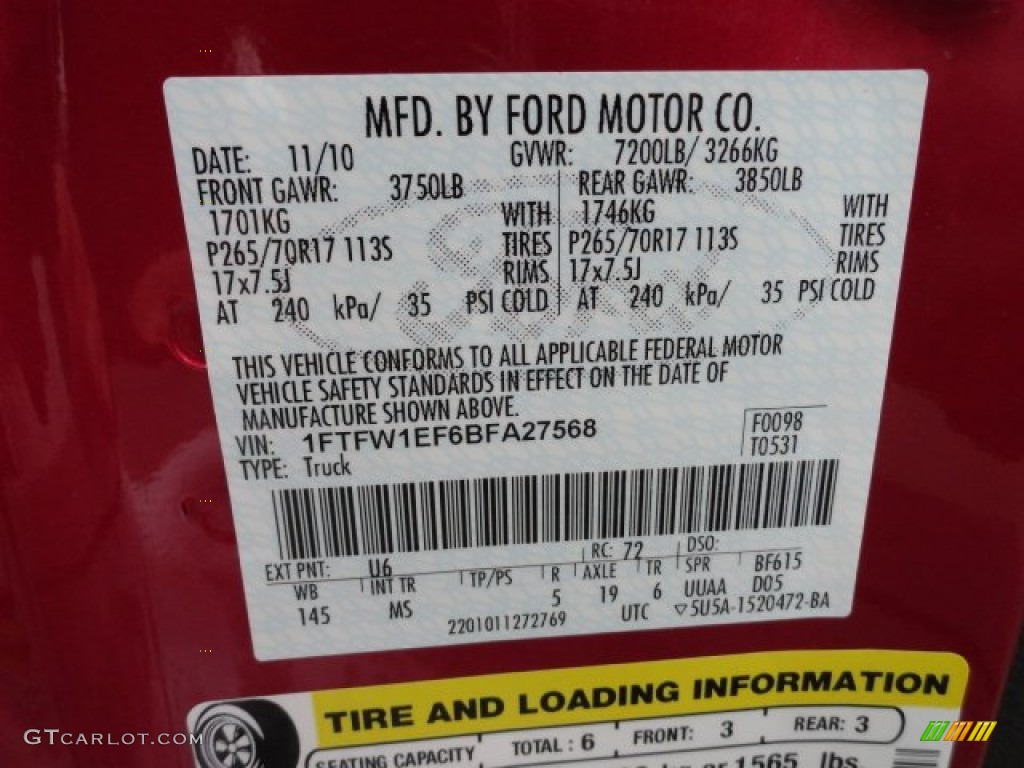 MFD. BY FORD MOTOR CO.
DATE: 11/10 GVWR: 7200LB/ 3266KG
FRONT GAWR: 3750LB REAR GAWR: 3850LB
1701KG WITH 1746KG WITH
P265/70R17 113S TIRES P265/70R17 113S TIRES
17x7.5J RIMS 17x7.5J RIMS
AT 240 kPa/ 35 PSI COLD AT 240 kPa/ 35 PSI COLD
THIS VEHICLE CONFORMS TO ALL APPLICABLE FEDERAL MOTOR
VEHICLE SAFETY STANDARDS IN EFFECT ON THE DATE OF
MANUFACTURE SHOWN ABOVE.
VIN: 1FTFW1EF6BFA27568 F0098
TYPE: Truck T0531
EXT PNT: U6 RC: 72 DSO:
WB INT TR TP/PS R AXLE TR SPR BF615
145 MS 5 19 6 UUAA D05
2201011272769 UTC ▽5U5A-1520472-BA
TIRE AND LOADING INFORMATION
SEATING CAPACITY TOTAL : 6 FRONT: 3 REAR: 3
kg or 1565 lbs
GTCARLOT.COM